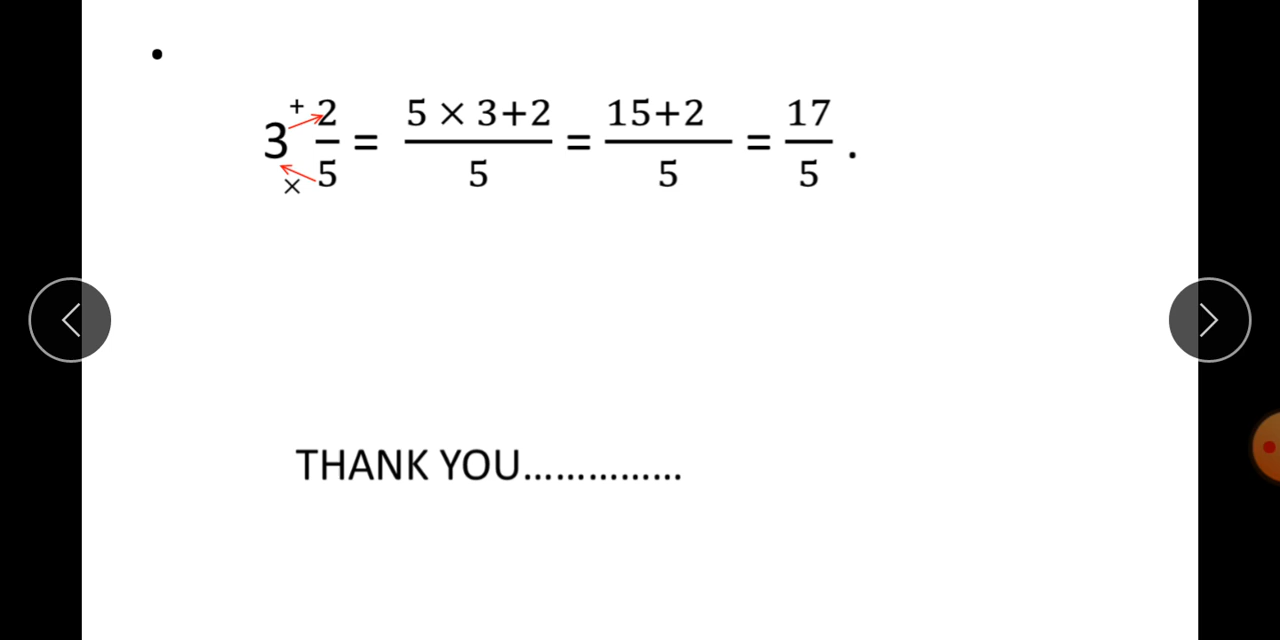 •
3 + 2/5 × = (5 × 3+2)/5 = (15+2)/5 = 17/5 .
THANK YOU...............